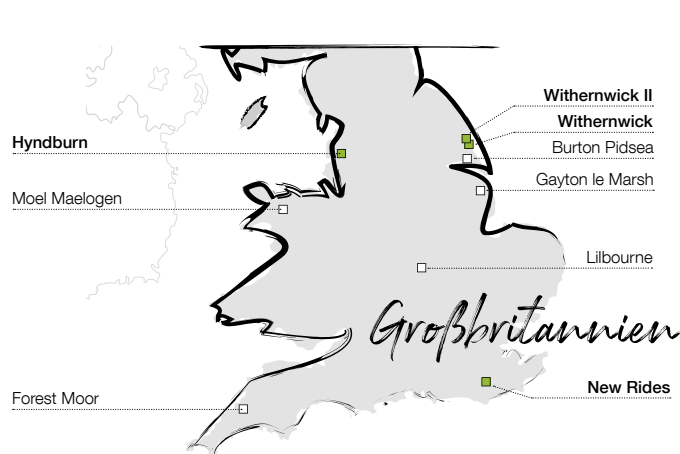 Withernwick II
Withernwick
Hyndburn
Burton Pidsea
Gayton le Marsh
Moel Maelogen
Lilbourne
Großbritannien
New Rides
Forest Moor